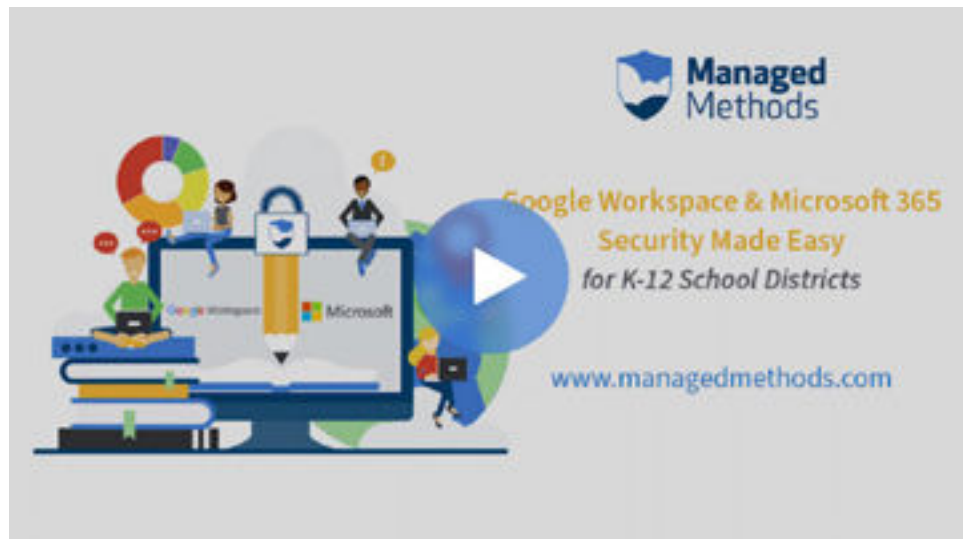 Managed
Methods
Google Workspace & Microsoft 365
Security Made Easy
for K-12 School Districts
Google Workspace
Microsoft
www.managedmethods.com